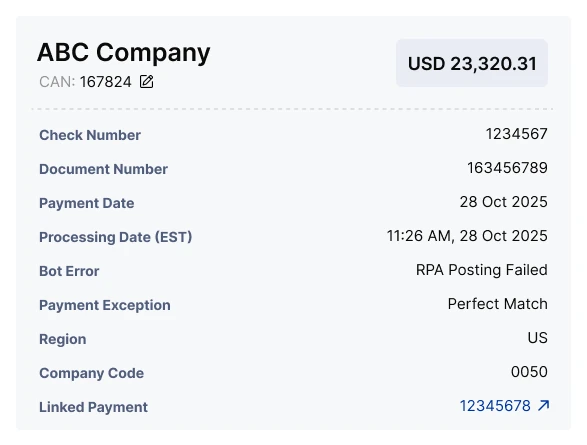 ABC Company
USD 23,320.31
CAN: 167824
Check Number 1234567
Document Number 163456789
Payment Date 28 Oct 2025
Processing Date (EST) 11:26 AM, 28 Oct 2025
Bot Error RPA Posting Failed
Payment Exception Perfect Match
Region US
Company Code 0050
Linked Payment 12345678